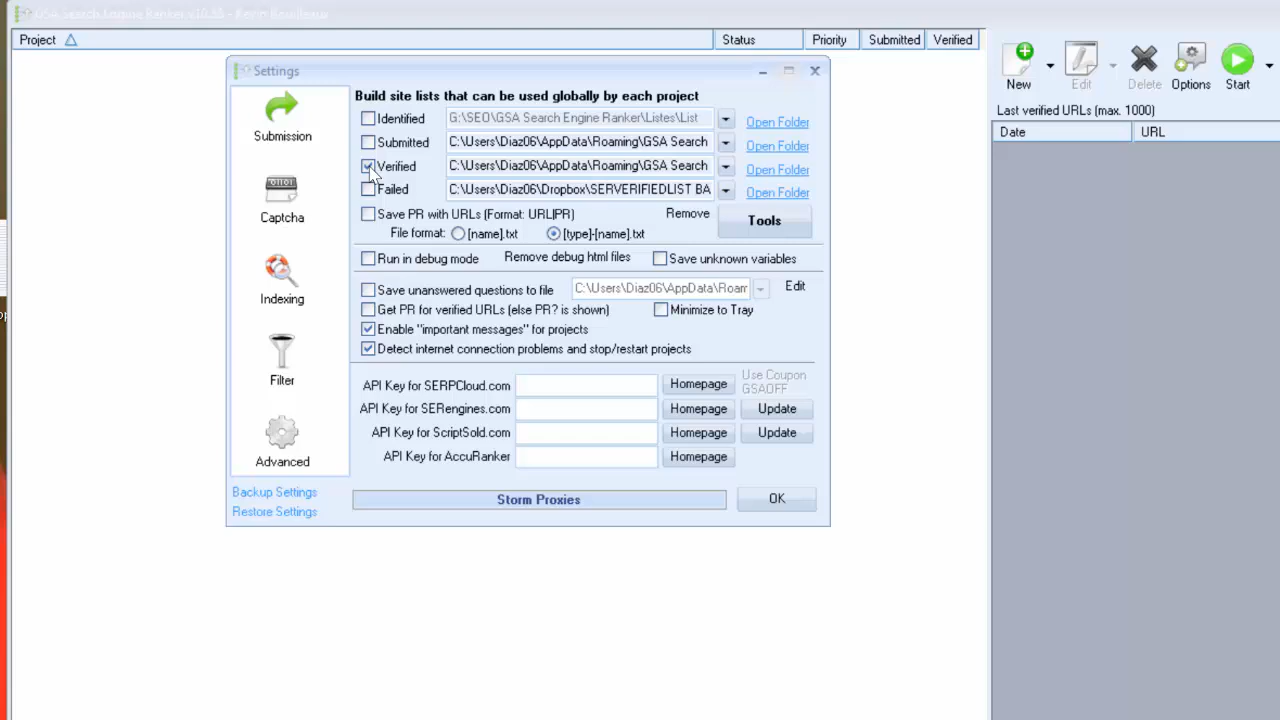 GSA Search Engine Ranker v10.30 -
Project
Status
Priority
Submitted
Verified
New
Edit
Delete
Options
Start
Last verified URLs (max. 1000)
Date
URL
Settings
Submission
Captcha
Indexing
Filter
Advanced
Backup Settings
Restore Settings
Build site lists that can be used globally by each project
Identified G:\SEO\GSA Search Engine Ranker\Listes\List Open Folder
Submitted C:\Users\Diaz06\AppData\Roaming\GSA Search Open Folder
Verified C:\Users\Diaz06\AppData\Roaming\GSA Search Open Folder
Failed C:\Users\Diaz06\Dropbox\SERVERIFIEDLIST BA Open Folder
Save PR with URLs (Format: URL|PR) Remove Tools
File format: [name].txt [type]-[name].txt
Run in debug mode Remove debug html files Save unknown variables
Save unanswered questions to file C:\Users\Diaz06\AppData\Roam Edit
Get PR for verified URLs (else PR? is shown) Minimize to Tray
Enable "important messages" for projects
Detect internet connection problems and stop/restart projects
API Key for SERPCloud.com Homepage Use Coupon
GSAOFF
API Key for SERengines.com Homepage Update
API Key for ScriptSold.com Homepage Update
API Key for AccuRanker Homepage
Storm Proxies OK